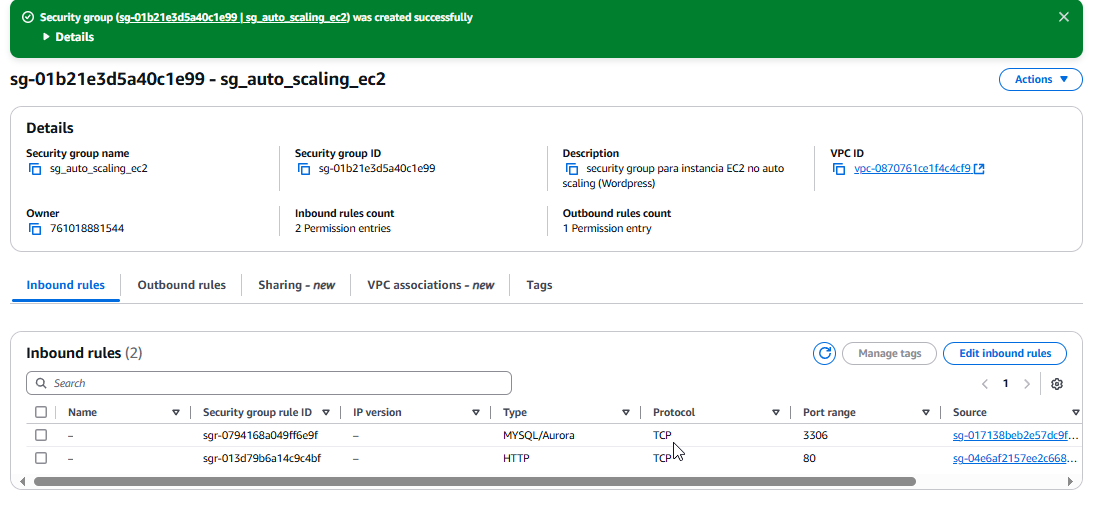 Security group (sg-01b21e3d5a40c1e99 | sg_auto_scaling_ec2) was created successfully
Details
sg-01b21e3d5a40c1e99 - sg_auto_scaling_ec2
Actions
Details
Security group name
sg_auto_scaling_ec2
Security group ID
sg-01b21e3d5a40c1e99
Description
security group para instancia EC2 no auto
scaling (Wordpress)
VPC ID
vpc-0870761ce1f4c4cf9
Owner
761018881544
Inbound rules count
2 Permission entries
Outbound rules count
1 Permission entry
Inbound rules Outbound rules Sharing - new VPC associations - new Tags
Inbound rules (2)
Manage tags
Edit inbound rules
Search
1
Name Security group rule ID IP version Type Protocol Port range Source
– sgr-0794168a049ff6e9f – MYSQL/Aurora TCP 3306 sg-017138beb2e57dc9f...
– sgr-013d79b6a14c9c4bf – HTTP TCP 80 sg-04e6af2157ee2c668...